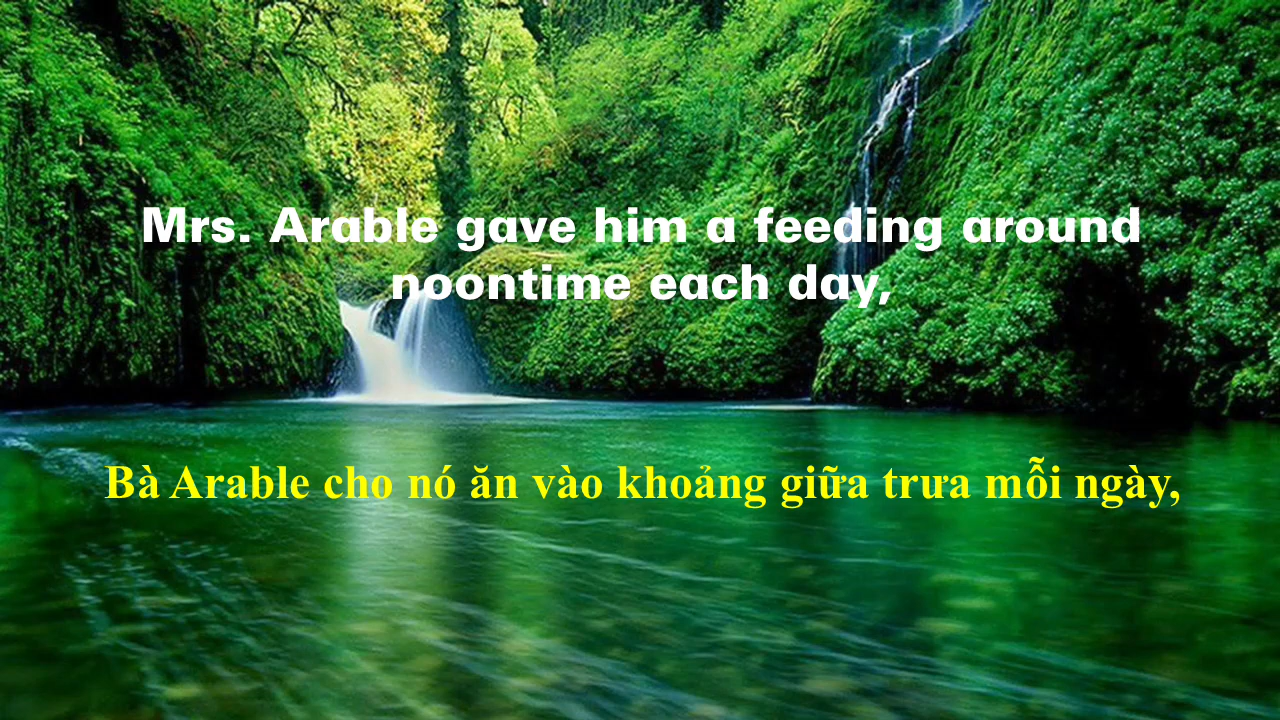 Mrs. Arable gave him a feeding around
noontime each day,
Bà Arable cho nó ăn vào khoảng giữa trưa mỗi ngày,